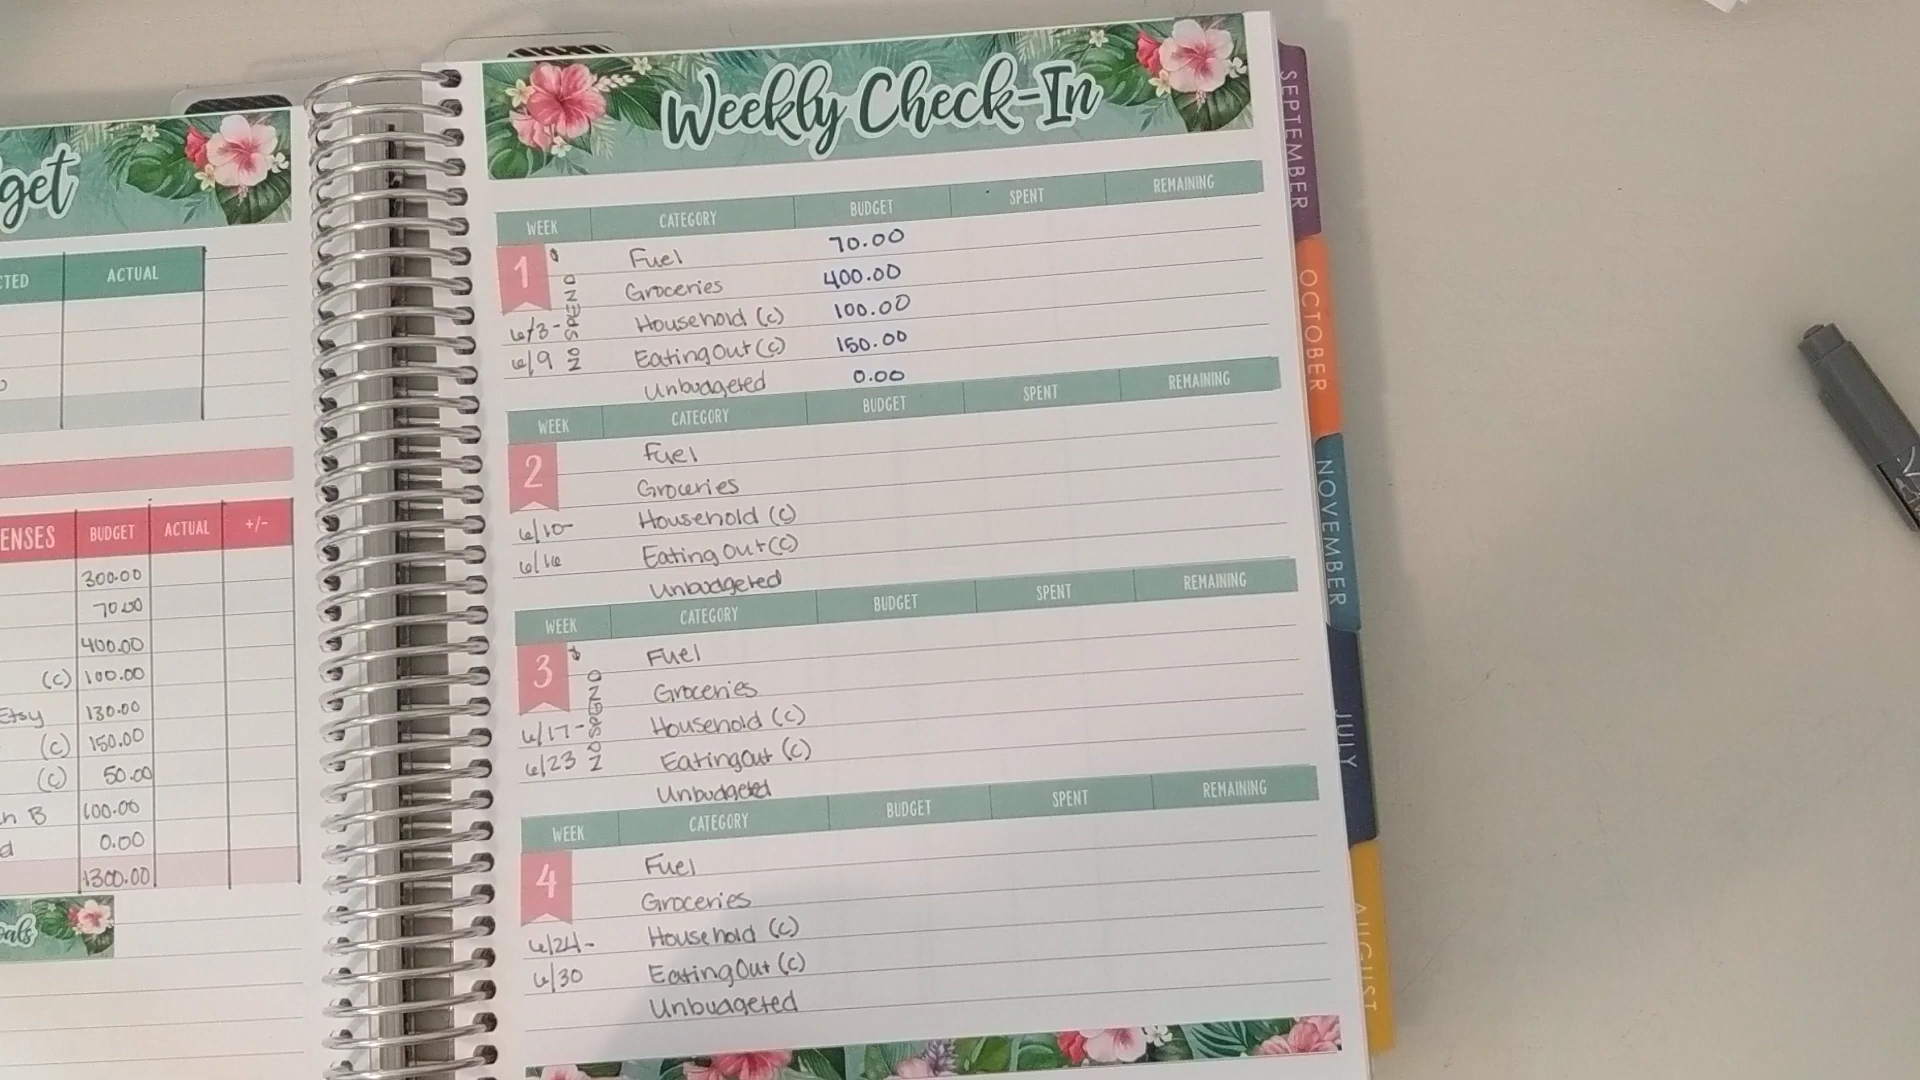 get
CTED ACTUAL
ENSES BUDGET ACTUAL +/-
300.00
70.00
400.00
(c) 100.00
Etsy 130.00
(c) 150.00
(c) 50.00
n B 100.00
d 0.00
1300.00
oals
Weekly Check-In
WEEK CATEGORY BUDGET SPENT REMAINING
1 Fuel 70.00
Groceries 400.00
6/3- Household (c) 100.00
6/9 Eating Out (c) 150.00
Unbudgeted 0.00
NO SPEND
WEEK CATEGORY BUDGET SPENT REMAINING
2 Fuel
Groceries
6/10- Household (c)
6/16 Eating Out (c)
Unbudgeted
WEEK CATEGORY BUDGET SPENT REMAINING
3 Fuel
Groceries
6/17- Household (c)
6/23 Eating Out (c)
Unbudgeted
NO SPEND
WEEK CATEGORY BUDGET SPENT REMAINING
4 Fuel
Groceries
6/24- Household (c)
6/30 Eating Out (c)
Unbudgeted
SEPTEMBER
OCTOBER
NOVEMBER
JULY
AUGUST